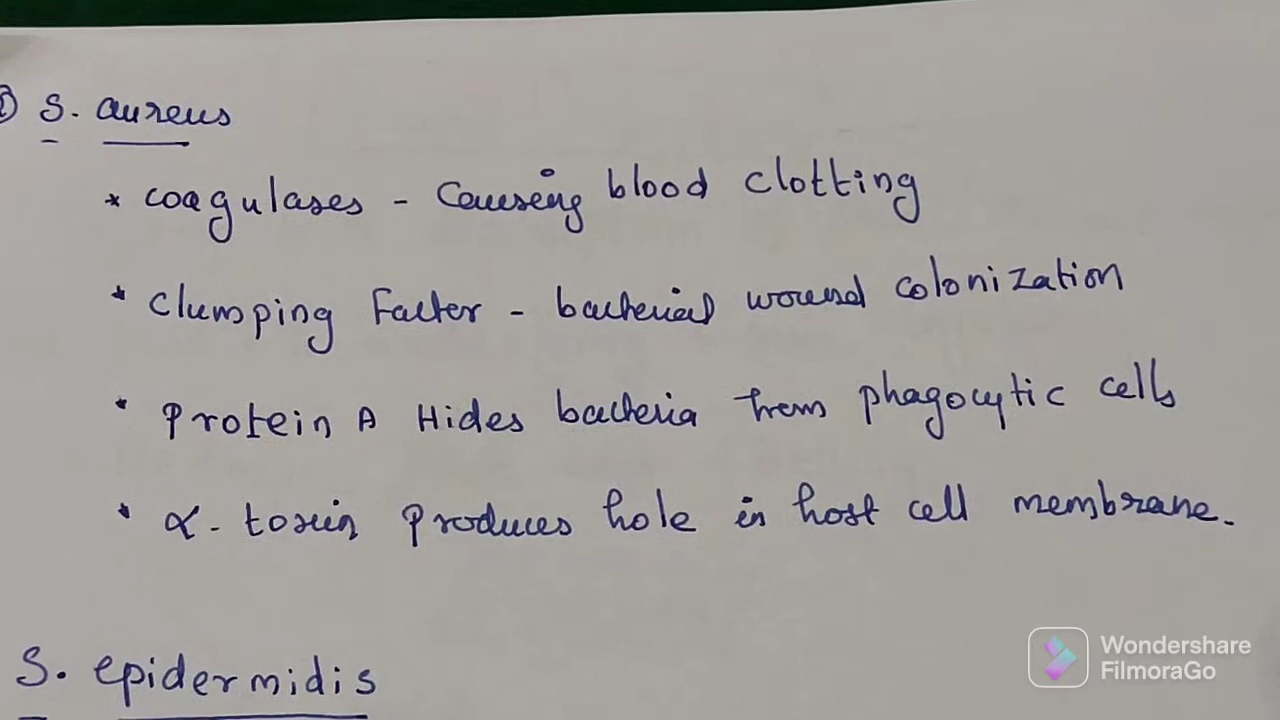 S. aureus
* coagulases - Causing blood clotting
* Clumping Factor - bacterial wound colonization
* Protein A Hides bacteria from phagocytic cells
* α- toxin produces hole in host cell membrane.
S. epidermidis
Wondershare
FilmoraGo